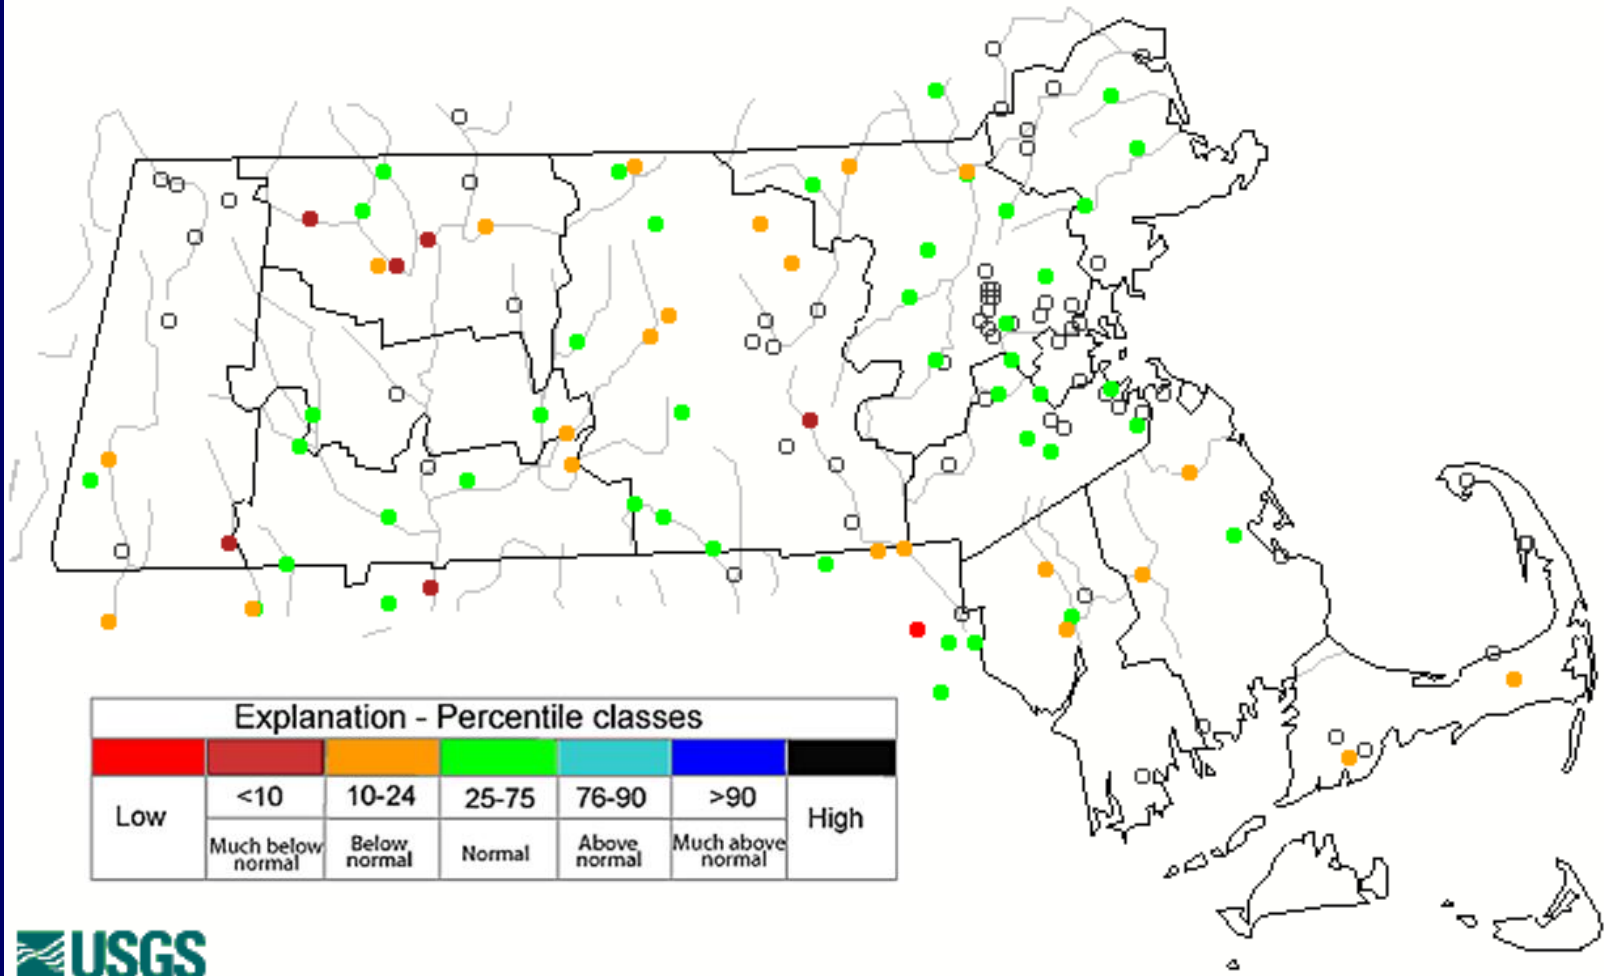 Explanation - Percentile classes
Low
<10
10-24
25-75
76-90
>90
High
Much below normal
Below normal
Normal
Above normal
Much above normal
USGS